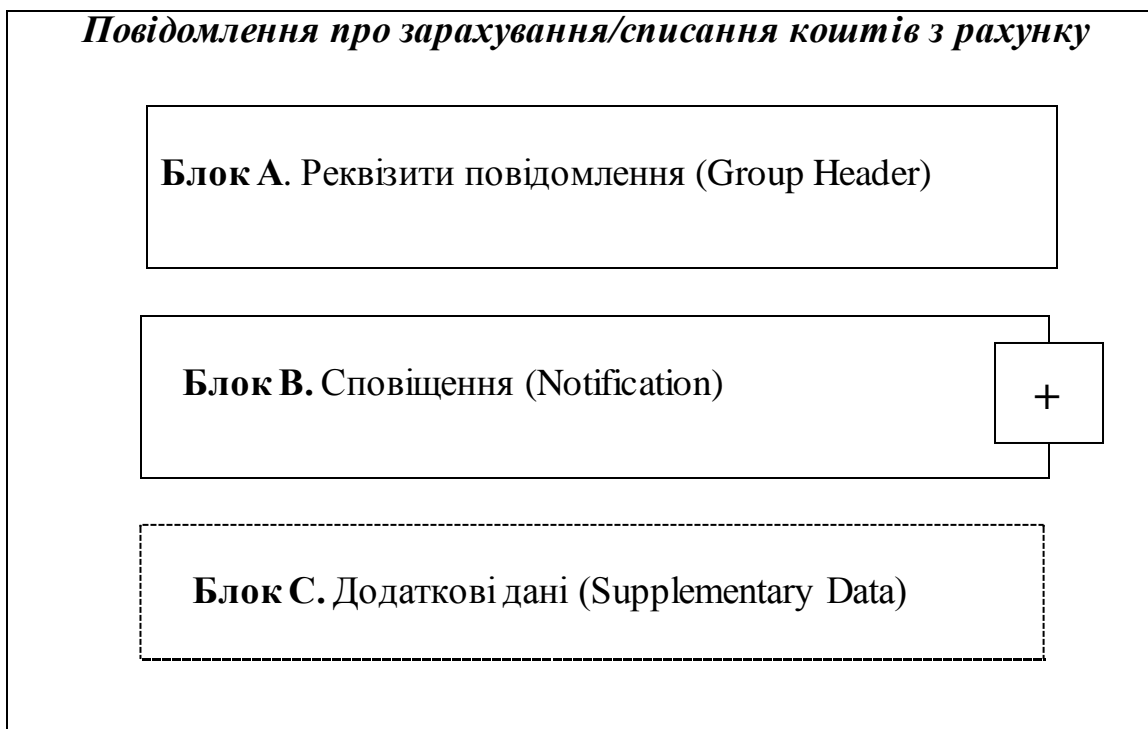 Повідомлення про зарахування/списання коштів з рахунку
Блок А. Реквізити повідомлення (Group Header)
Блок В. Сповіщення (Notification)
+
Блок С. Додаткові дані (Supplementary Data)